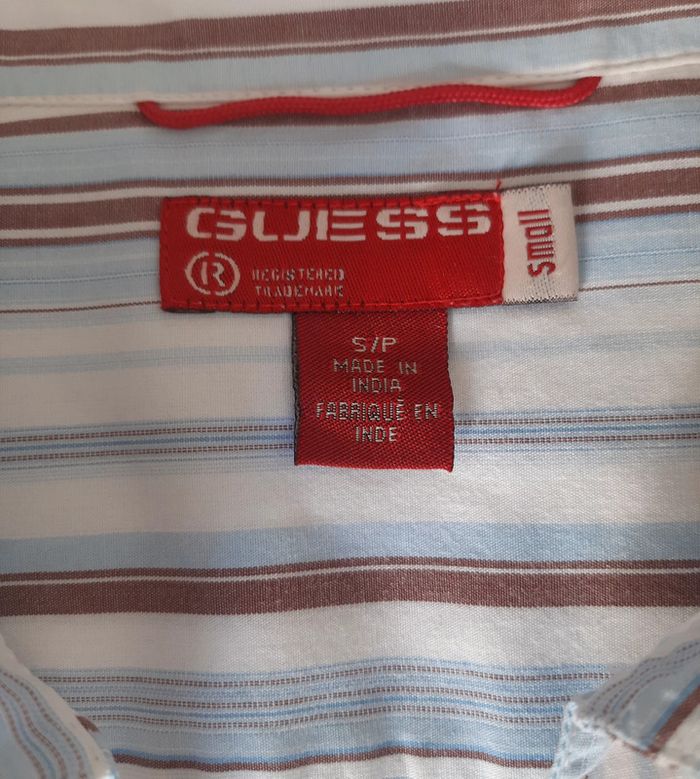 GUESS
small
®
REGISTERED
TRADEMARK
S/P
MADE IN
INDIA
FABRIQUÉ EN
INDE